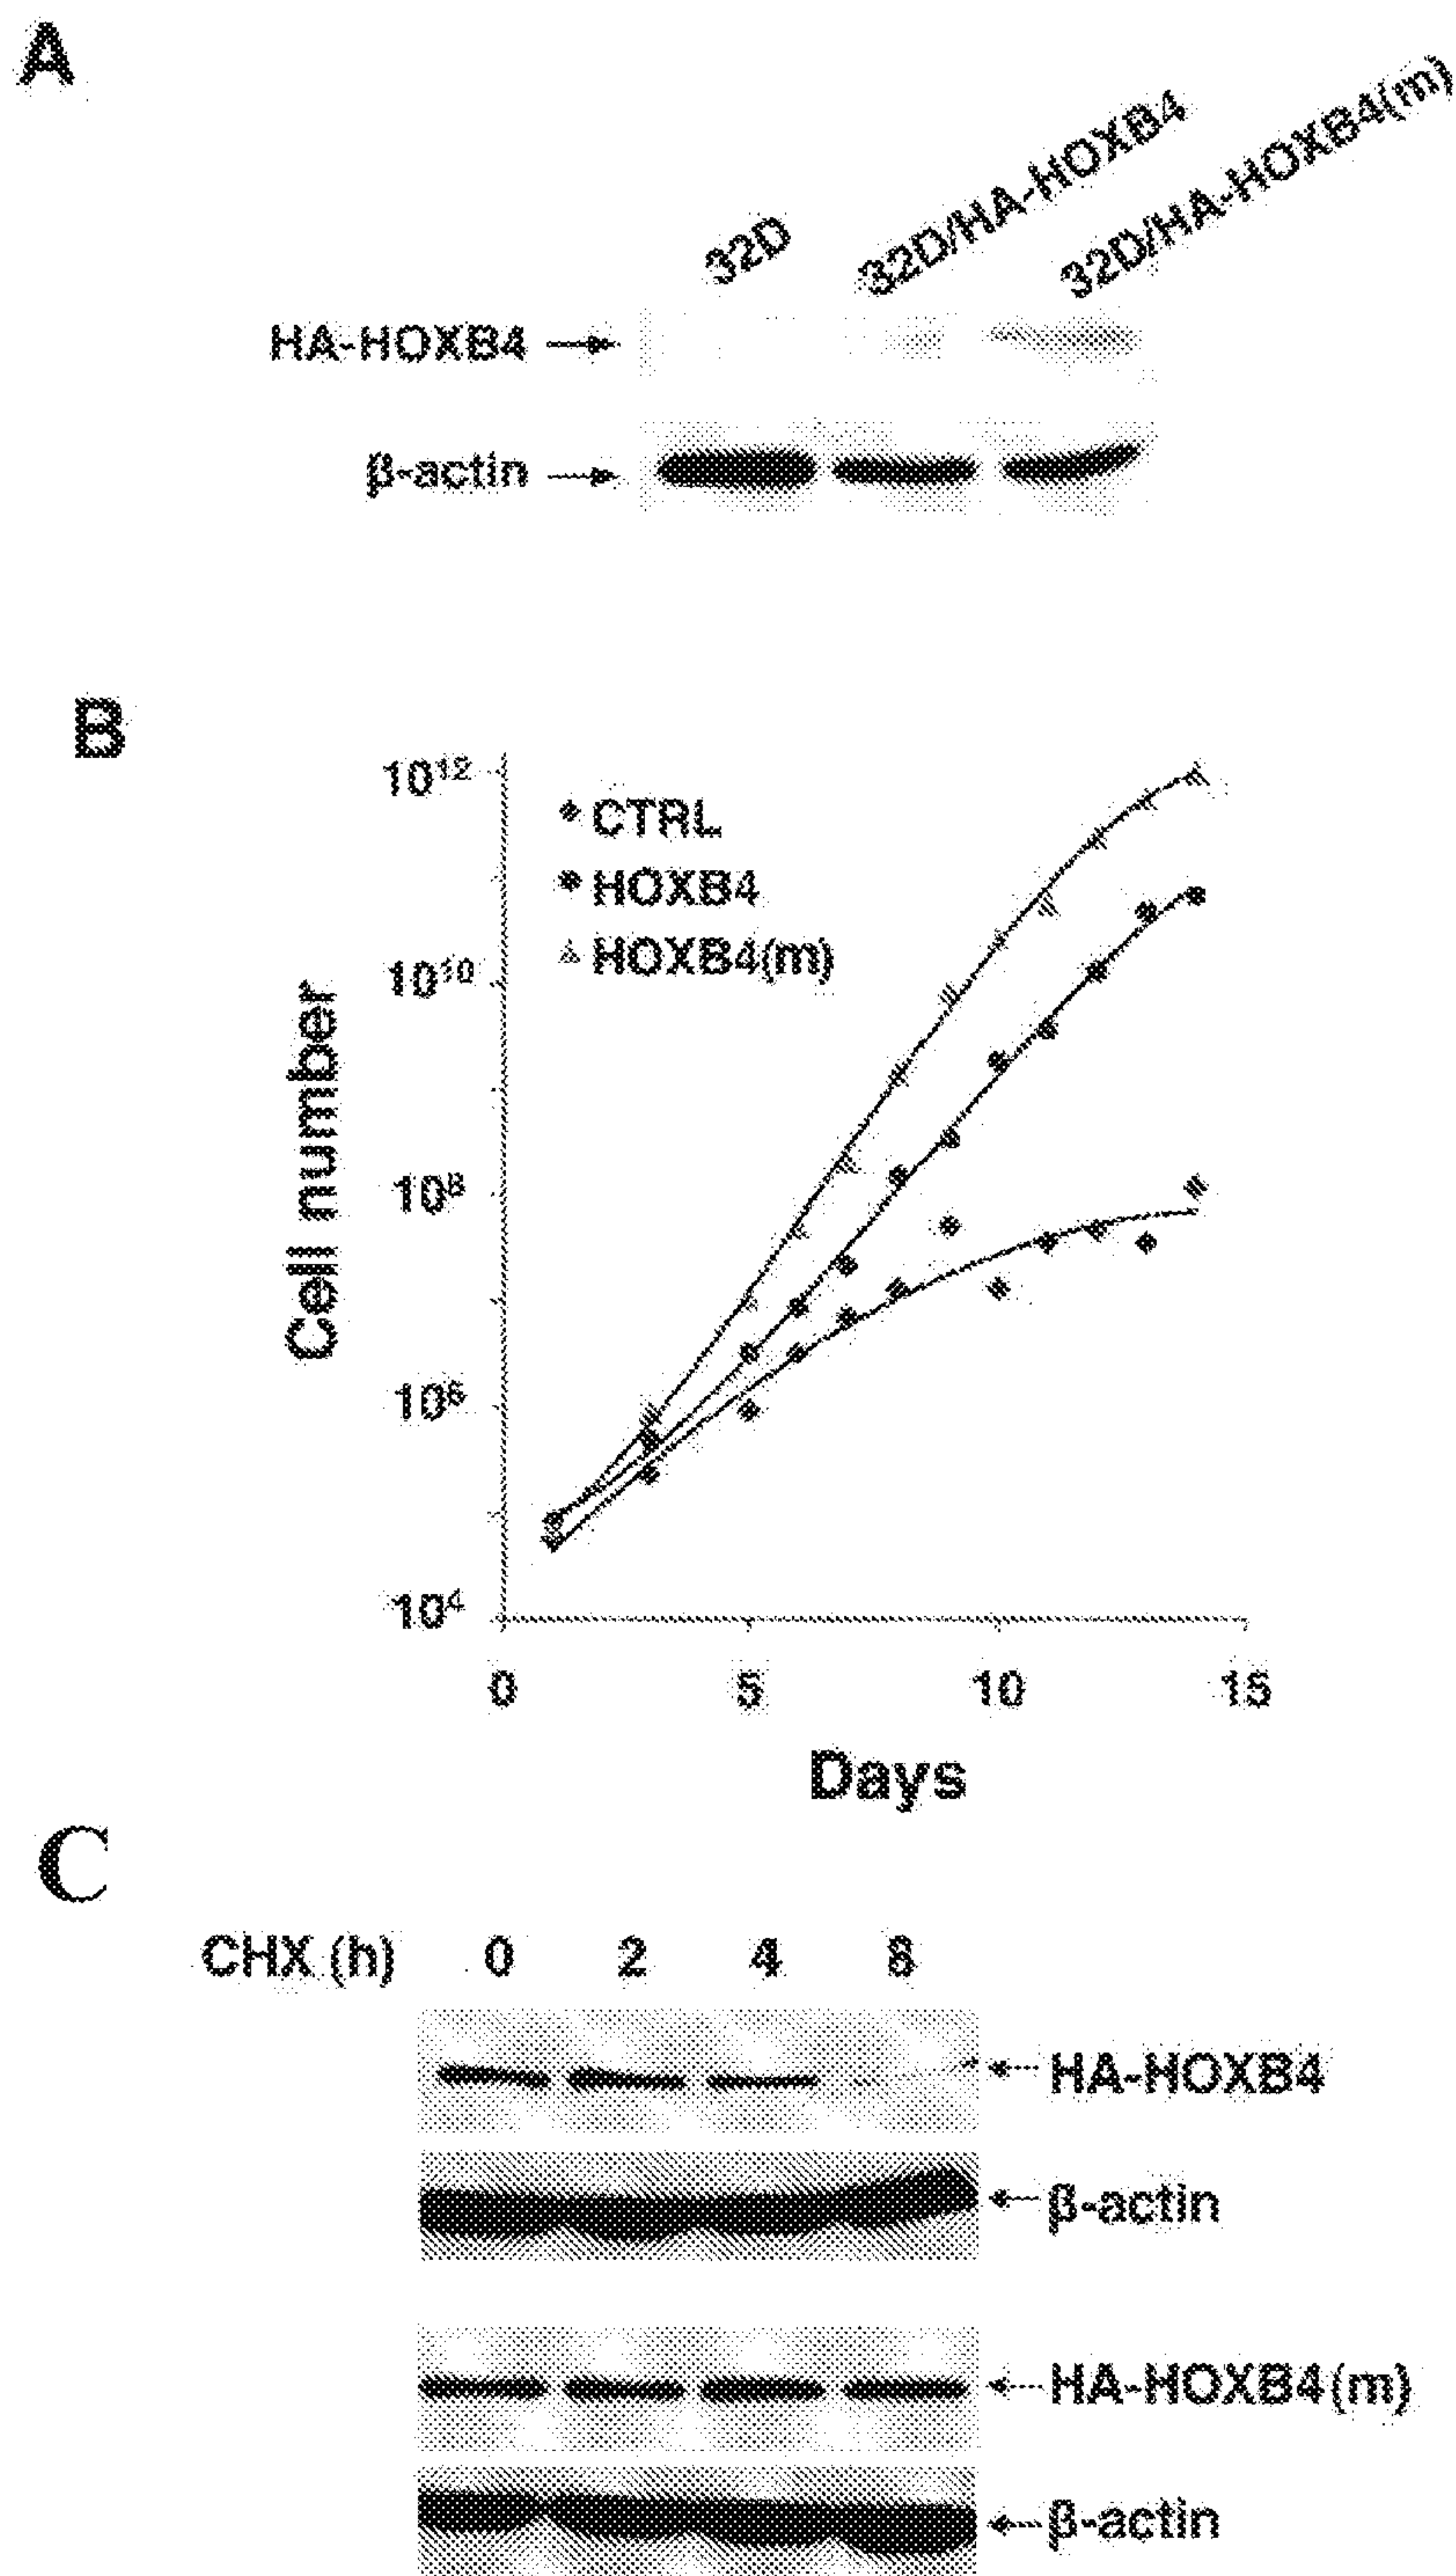 A
32D
32D/HA-HOXB4
32D/HA-HOXB4(m)
HA-HOXB4
β-actin
B
10¹²
10¹⁰
10⁸
10⁶
10⁴
CTRL
HOXB4
HOXB4(m)
Cell number
0 5 10 15
Days
C
CHX (h) 0 2 4 8
HA-HOXB4
β-actin
HA-HOXB4(m)
β-actin